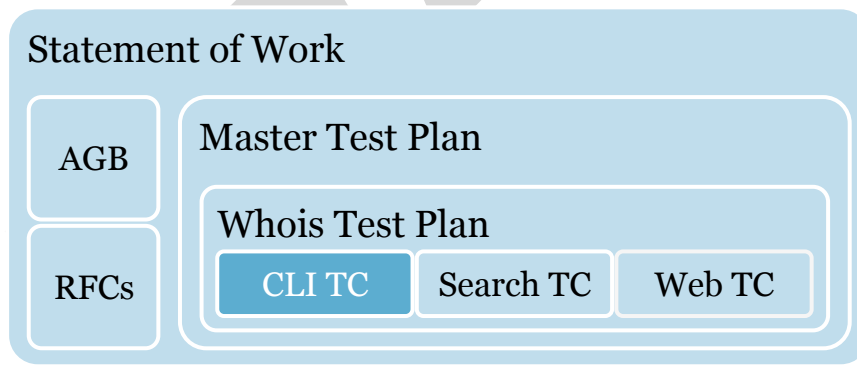 Statement of Work
AGB
Master Test Plan
Whois Test Plan
RFCs
CLI TC
Search TC
Web TC